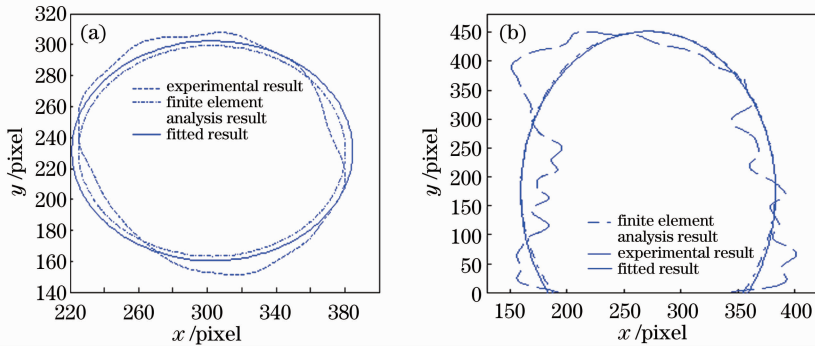 (a)
320
300
280
260
240
220
200
180
160
140
y/pixel
220
260
300
340
380
x/pixel
experimental result
finite element
analysis result
fitted result
(b)
450
400
350
300
250
200
150
100
50
0
y/pixel
150
200
250
300
350
400
x/pixel
finite element
analysis result
experimental result
fitted result